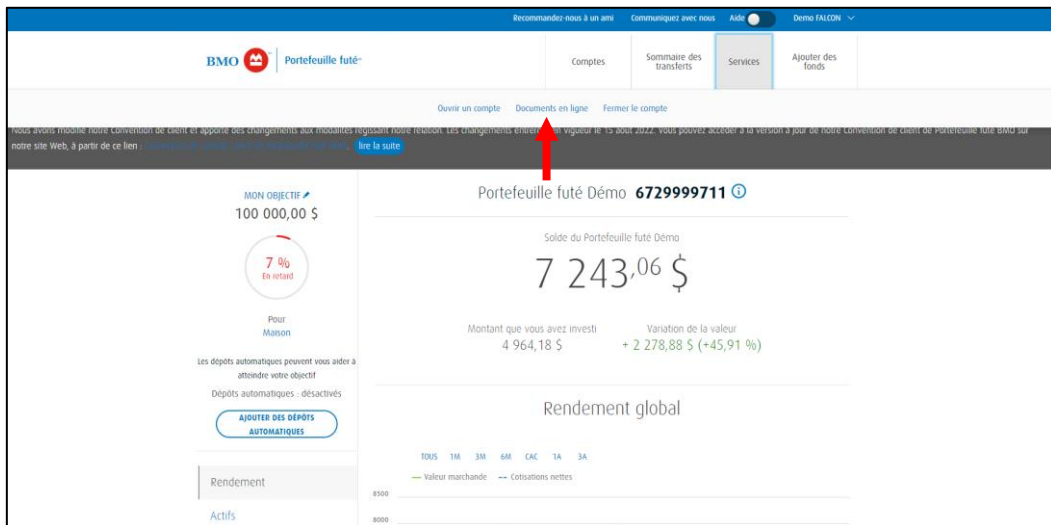 Recommandez-nous à un ami Communiquez avec nous Aide Demo FALCON
BMO Portefeuille futé
Comptes
Sommaire des
transferts
Services
Ajouter des
fonds
Ouvrir un compte Documents en ligne Fermer le compte
Nous avons modifié notre Convention de client et apporté des changements aux modalités régissant notre relation. Les changements entreront en vigueur le 15 août 2022. Vous pouvez accéder à la version à jour de notre Convention de client de Portefeuille futé BMO sur
notre site Web, à partir de ce lien : lire la suite
MON OBJECTIF
100 000,00 $
7 %
En retard
Pour
Maison
Les dépôts automatiques peuvent vous aider à
atteindre votre objectif
Dépôts automatiques : désactivés
AJOUTER DES DÉPÔTS
AUTOMATIQUES
Rendement
Actifs
Portefeuille futé Démo 6729999711
Solde du Portefeuille futé Démo
7 243,06 $
Montant que vous avez investi
4 964,18 $
Variation de la valeur
+ 2 278,88 $ (+45,91 %)
Rendement global
TOUS 1M 3M 6M CAC 1A 3A
Valeur marchande Cotisations nettes
8500
8000